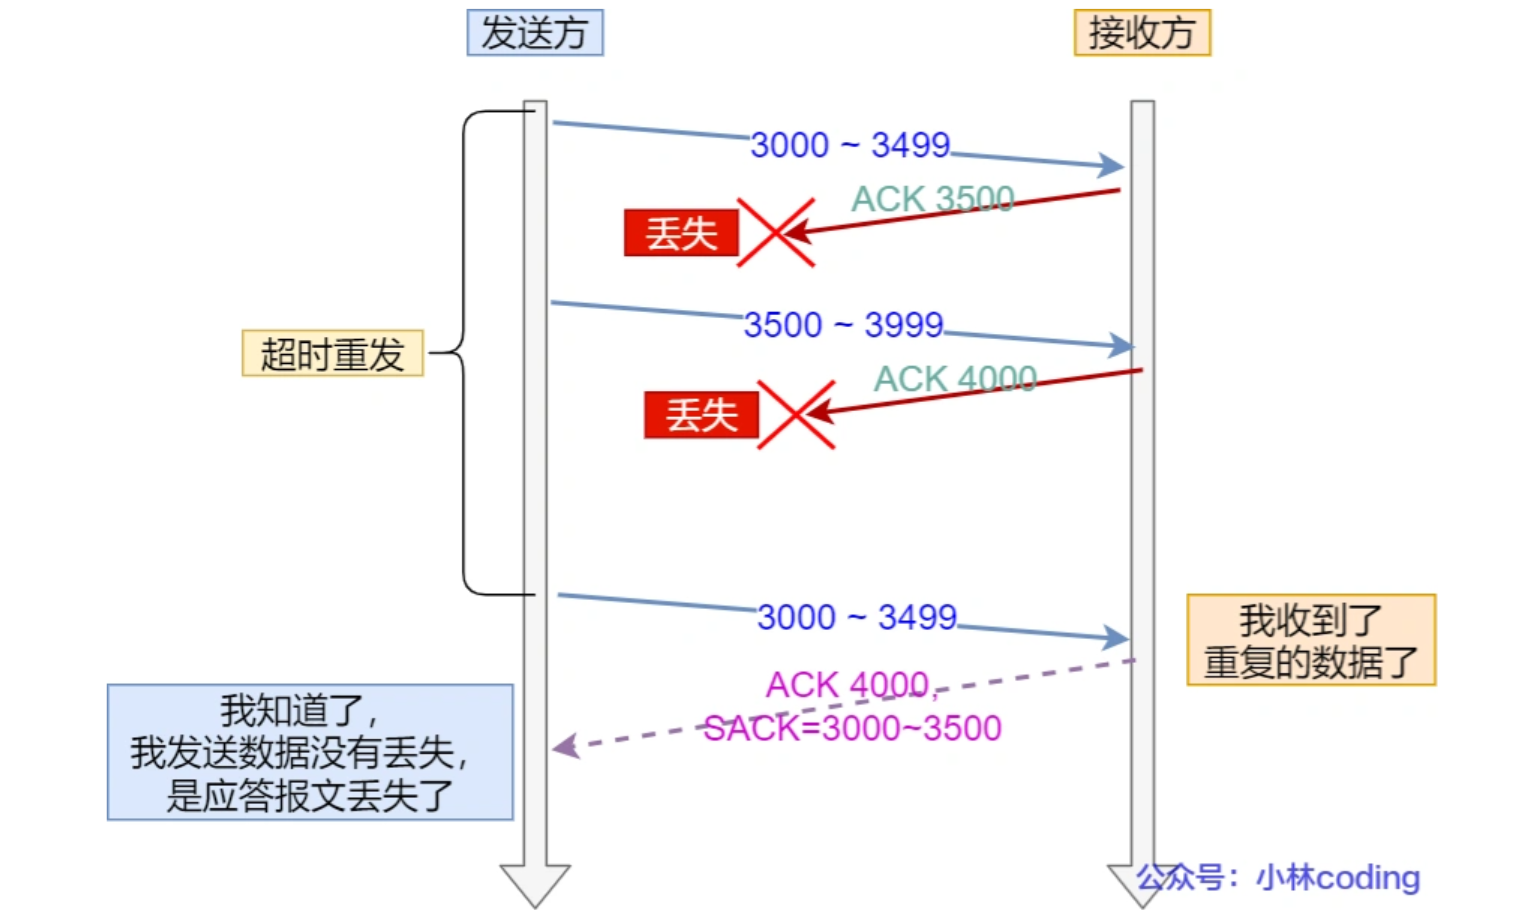 发送方
接收方
3000 ~ 3499
ACK 3500
丢失
3500 ~ 3999
超时重发
ACK 4000
丢失
3000 ~ 3499
我收到了
重复的数据了
ACK 4000,
SACK=3000~3500
我知道了，
我发送数据没有丢失，
是应答报文丢失了
公众号：小林coding